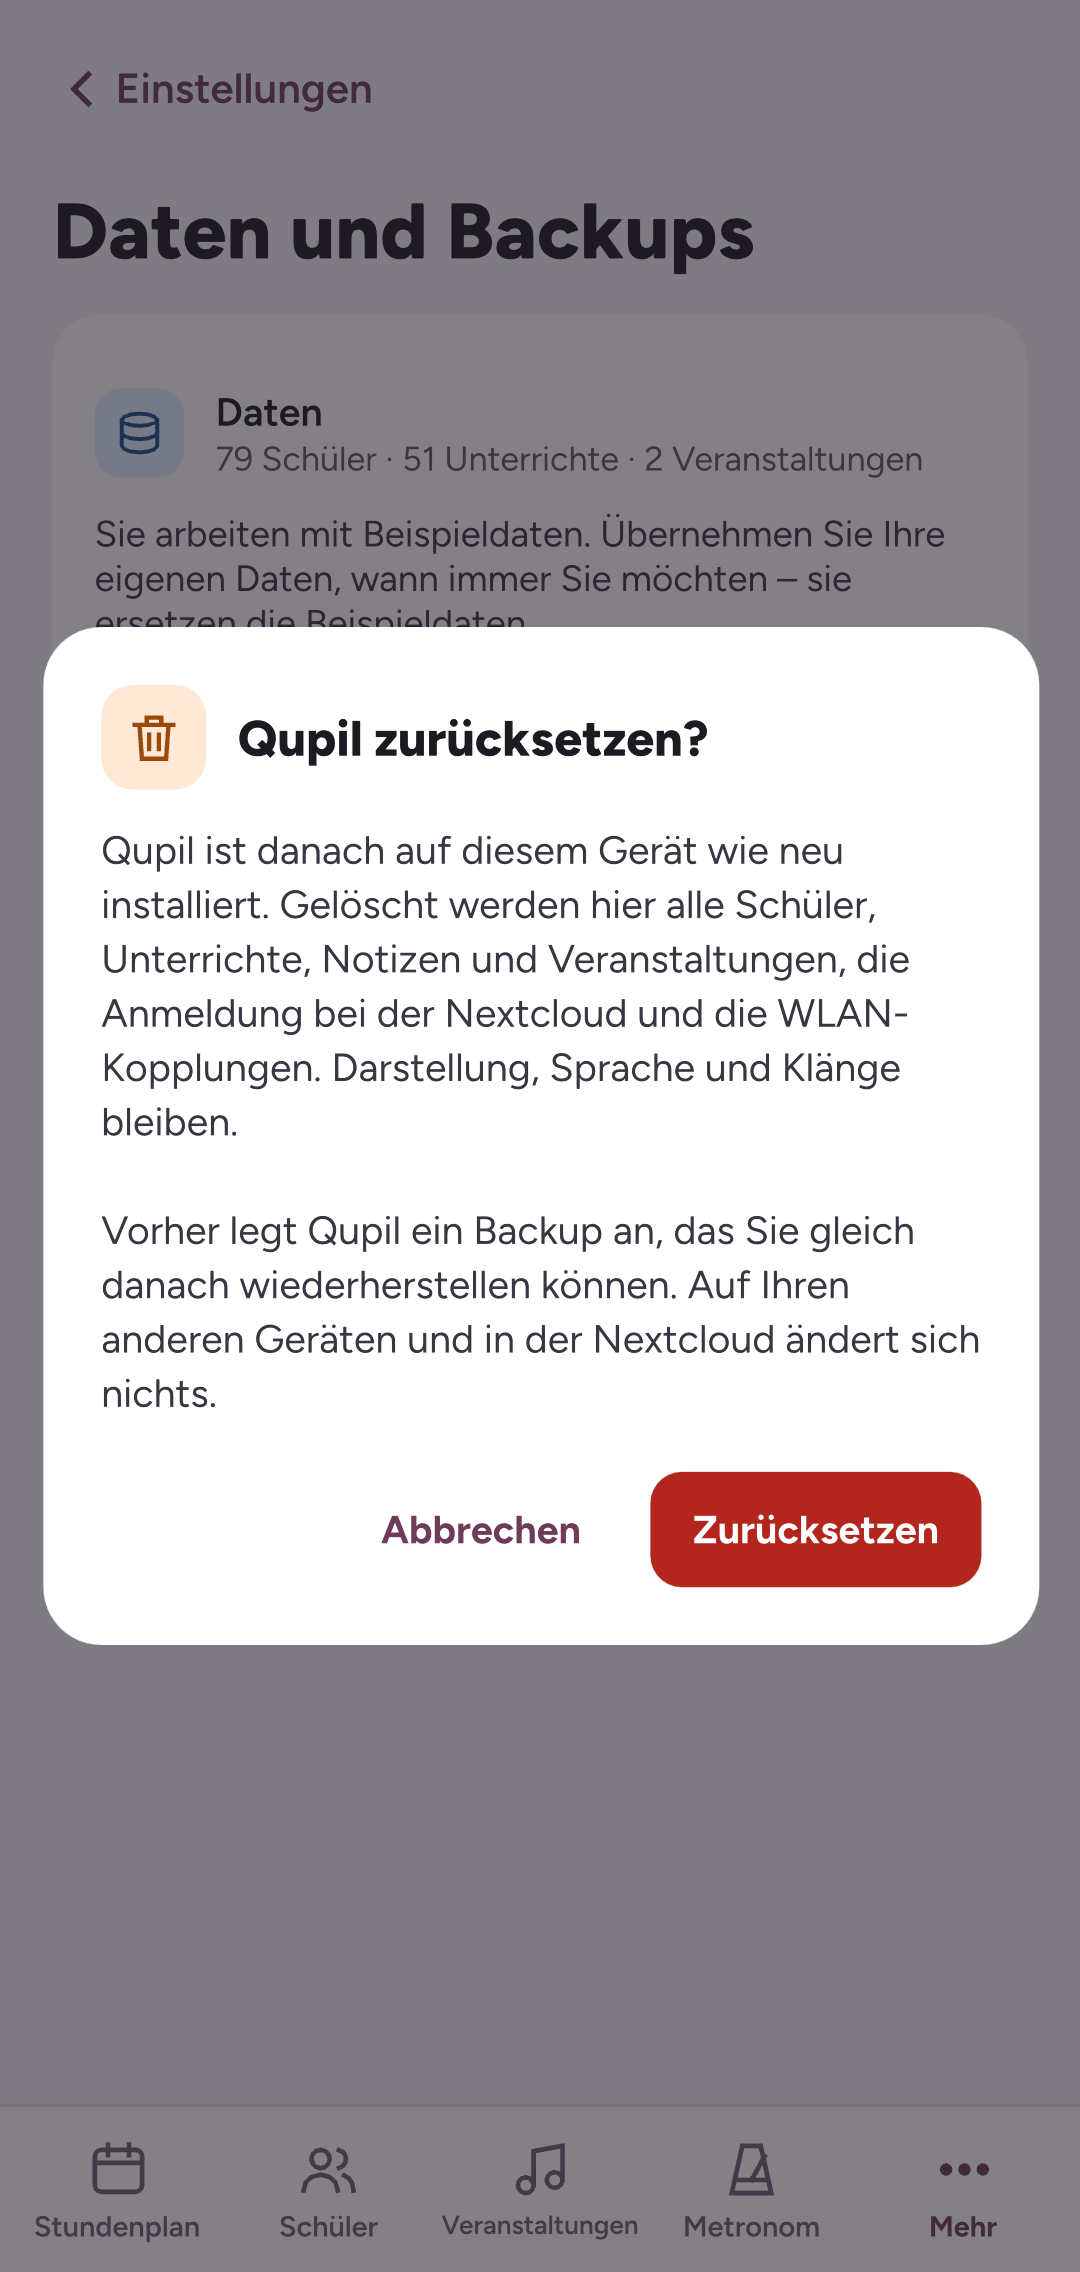 Einstellungen
Daten und Backups
Daten
79 Schüler · 51 Unterrichte · 2 Veranstaltungen
Sie arbeiten mit Beispieldaten. Übernehmen Sie Ihre
eigenen Daten, wann immer Sie möchten – sie
ersetzen die Beispieldaten.
Qupil zurücksetzen?
Qupil ist danach auf diesem Gerät wie neu
installiert. Gelöscht werden hier alle Schüler,
Unterrichte, Notizen und Veranstaltungen, die
Anmeldung bei der Nextcloud und die WLAN-
Kopplungen. Darstellung, Sprache und Klänge
bleiben.
Vorher legt Qupil ein Backup an, das Sie gleich
danach wiederherstellen können. Auf Ihren
anderen Geräten und in der Nextcloud ändert sich
nichts.
Abbrechen
Zurücksetzen
Stundenplan
Schüler
Veranstaltungen
Metronom
Mehr